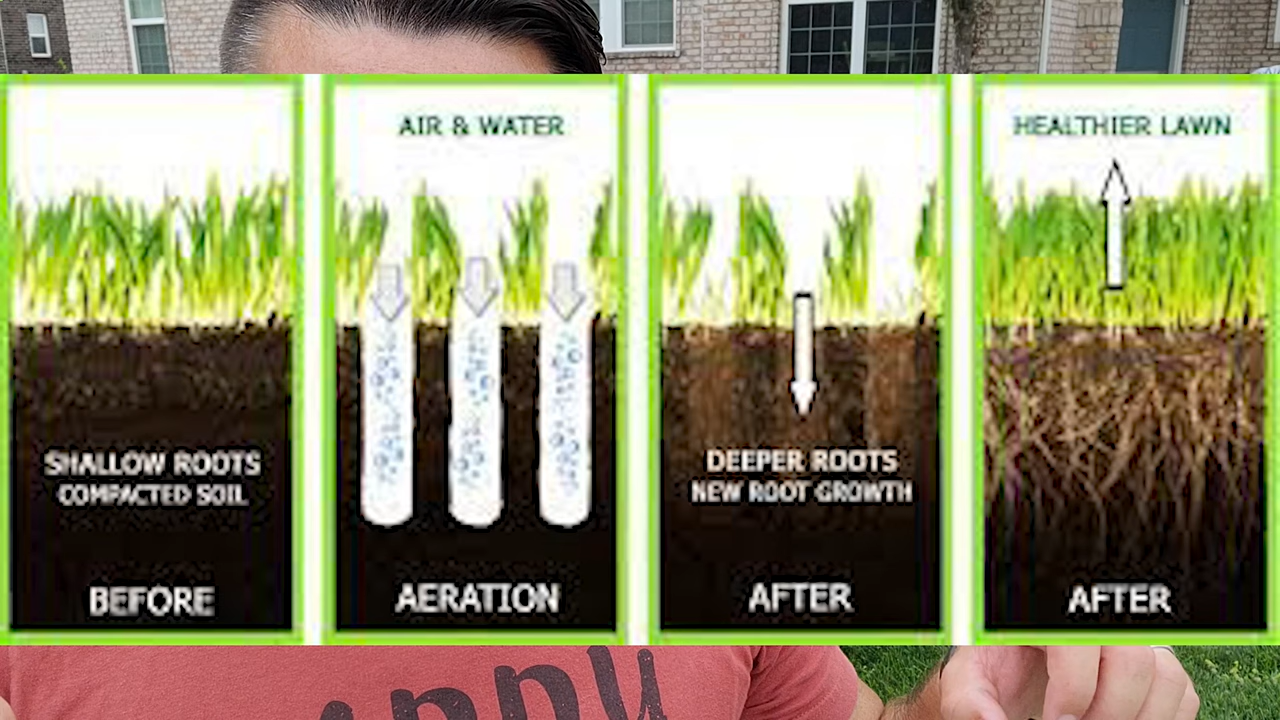 SHALLOW ROOTS
COMPACTED SOIL
BEFORE
AIR & WATER
AERATION
DEEPER ROOTS
NEW ROOT GROWTH
AFTER
HEALTHIER LAWN
AFTER